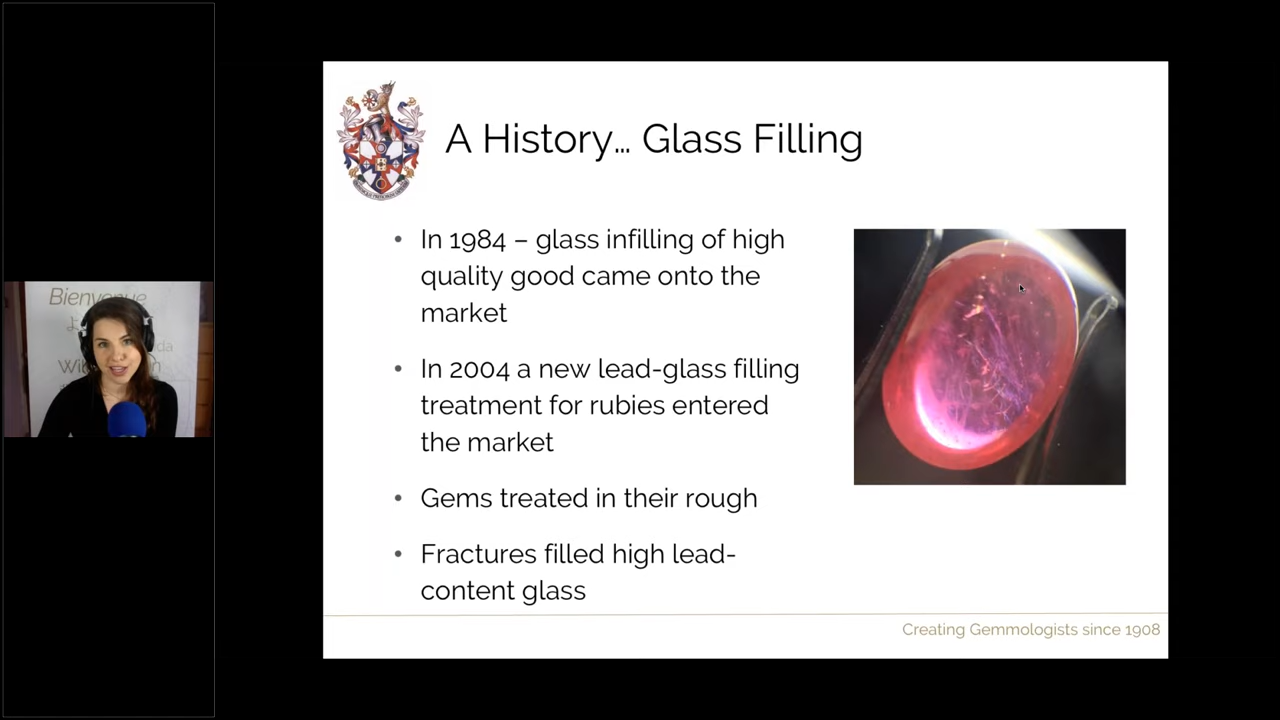 A History... Glass Filling
• In 1984 – glass infilling of high
quality good came onto the
market
• In 2004 a new lead-glass filling
treatment for rubies entered
the market
• Gems treated in their rough
• Fractures filled high lead-
content glass
Creating Gemmologists since 1908
Bienvenue